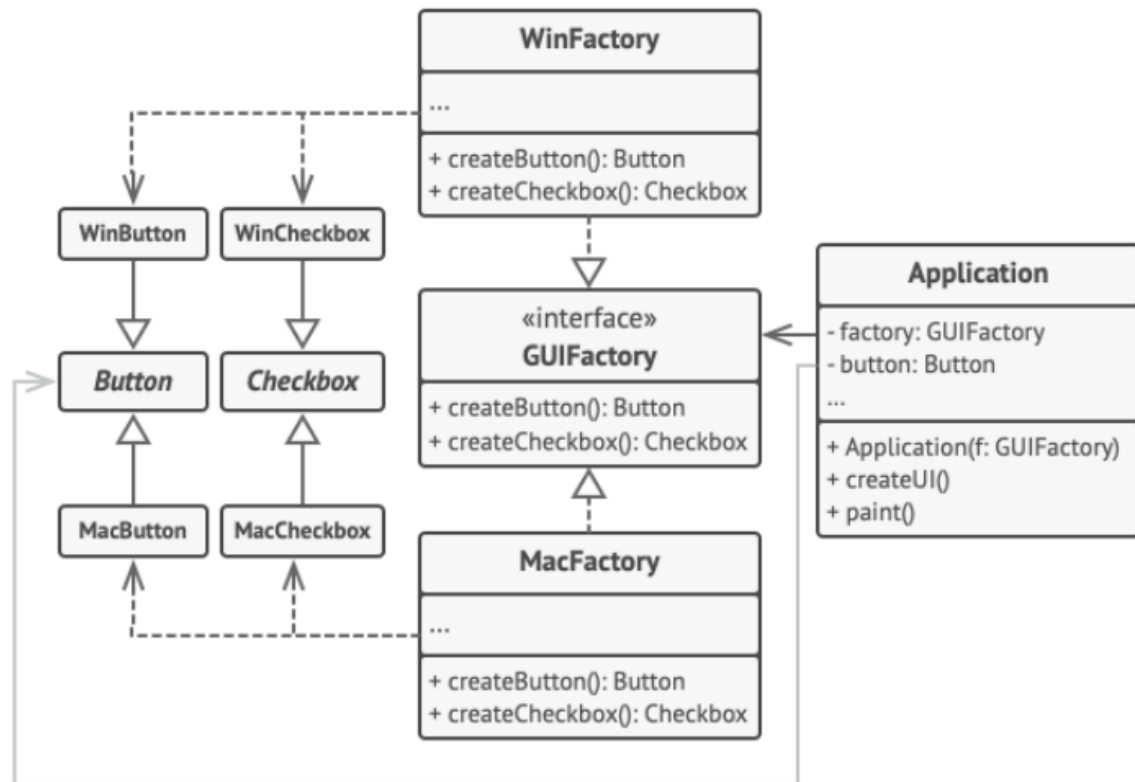 WinFactory
...
+ createButton(): Button
+ createCheckbox(): Checkbox
WinButton
WinCheckbox
«interface»
GUIFactory
+ createButton(): Button
+ createCheckbox(): Checkbox
Application
- factory: GUIFactory
- button: Button
...
+ Application(f: GUIFactory)
+ createUI()
+ paint()
Button
Checkbox
MacButton
MacCheckbox
MacFactory
...
+ createButton(): Button
+ createCheckbox(): Checkbox